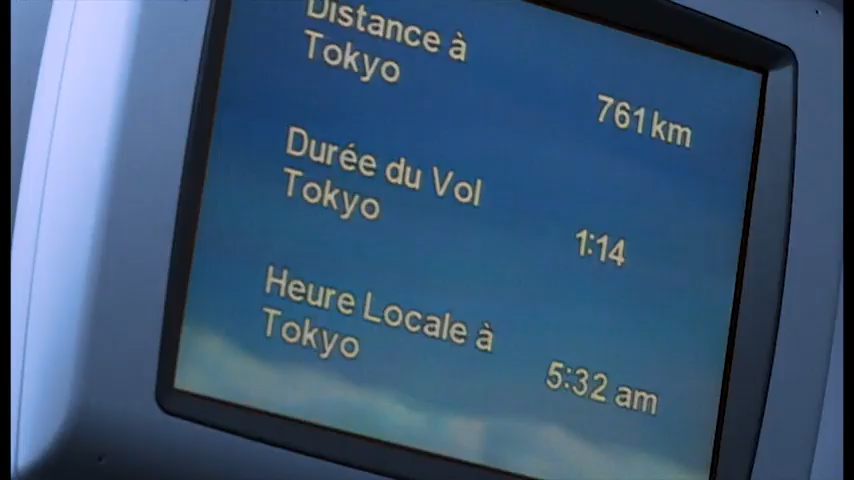 Distance à
Tokyo
761 km
Durée du Vol
Tokyo
1:14
Heure Locale à
Tokyo
5:32 am